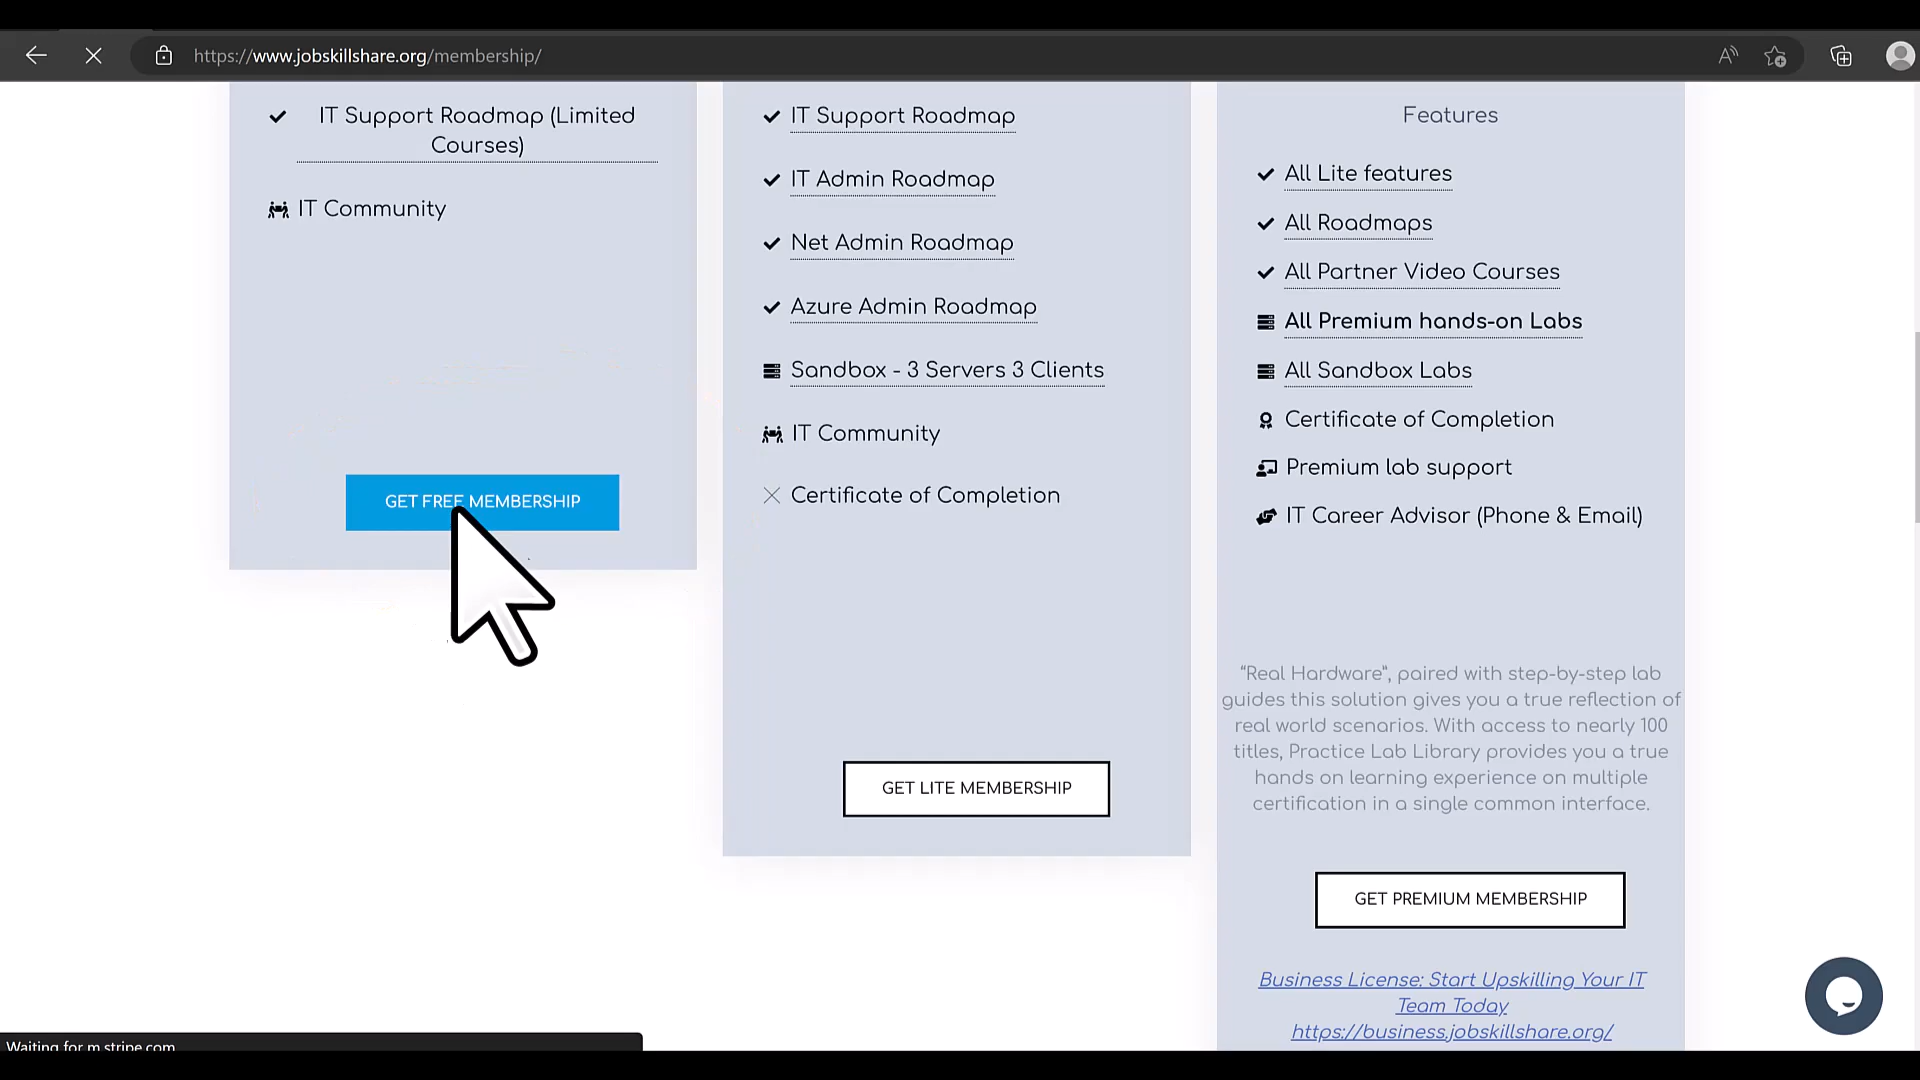 https://www.jobskillshare.org/membership/
IT Support Roadmap (Limited
Courses)
IT Community
GET FREE MEMBERSHIP
IT Support Roadmap
IT Admin Roadmap
Net Admin Roadmap
Azure Admin Roadmap
Sandbox - 3 Servers 3 Clients
IT Community
Certificate of Completion
GET LITE MEMBERSHIP
Features
All Lite features
All Roadmaps
All Partner Video Courses
All Premium hands-on Labs
All Sandbox Labs
Certificate of Completion
Premium lab support
IT Career Advisor (Phone & Email)
“Real Hardware”, paired with step-by-step lab
guides this solution gives you a true reflection of
real world scenarios. With access to nearly 100
titles, Practice Lab Library provides you a true
hands on learning experience on multiple
certification in a single common interface.
GET PREMIUM MEMBERSHIP
Business License: Start Upskilling Your IT
Team Today
https://business.jobskillshare.org/
Waiting for m.stripe.com